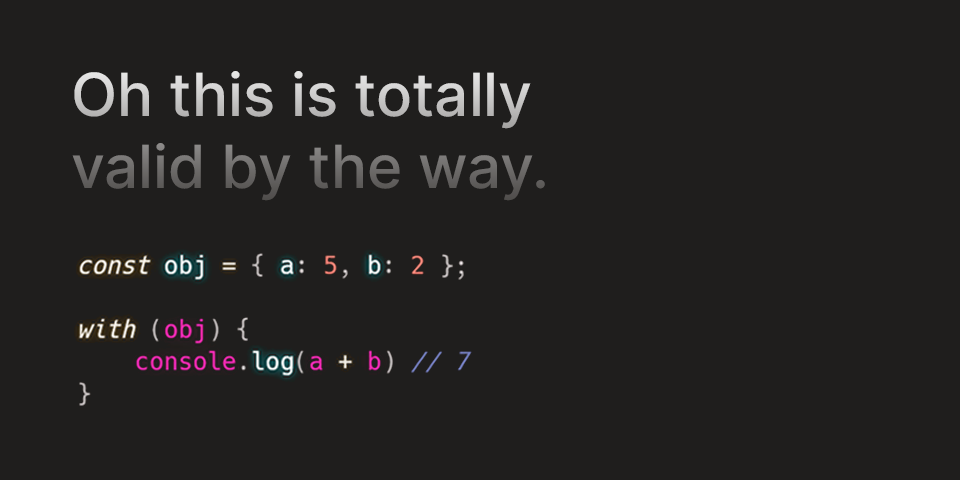 Oh this is totally
valid by the way.
const obj = { a: 5, b: 2 };
with (obj) {
    console.log(a + b) // 7
}